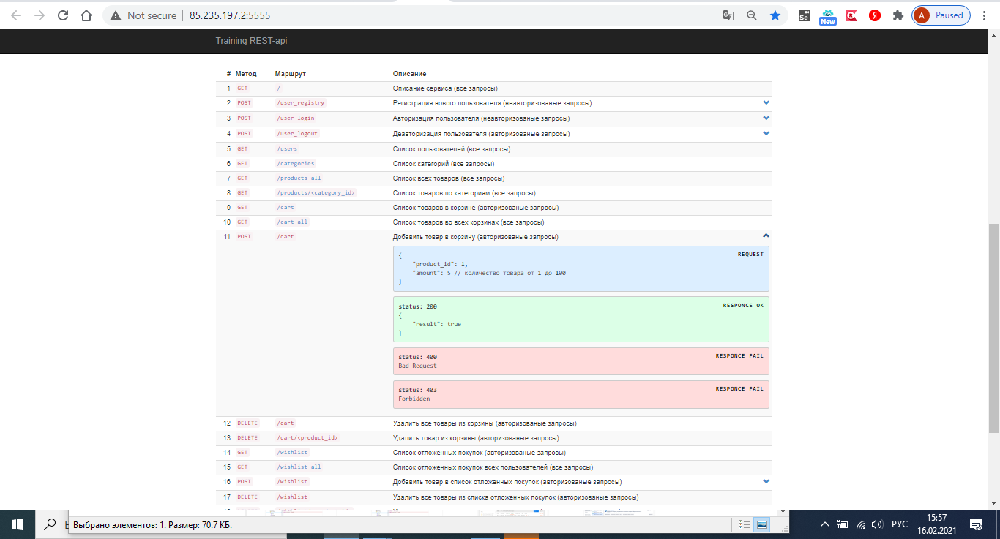 Not secure 85.235.197.2:5555
Se
New
Я
A Paused
Training REST-api
# Метод Маршрут Описание
1 GET / Описание сервиса (все запросы)
2 POST /user_registry Регистрация нового пользователя (неавторизованые запросы)
3 POST /user_login Авторизация пользователя (неавторизованые запросы)
4 POST /user_logout Деавторизация пользователя (авторизованые запросы)
5 GET /users Список пользователей (все запросы)
6 GET /categories Список категорий (все запросы)
7 GET /products_all Список всех товаров (все запросы)
8 GET /products/<category_id> Список товаров по категориям (все запросы)
9 GET /cart Список товаров в корзине (авторизованые запросы)
10 GET /cart_all Список товаров во всех корзинах (все запросы)
11 POST /cart Добавить товар в корзину (авторизованые запросы)
REQUEST
{
"product_id": 1,
"amount": 5 // количество товара от 1 до 100
}
RESPONCE OK
status: 200
{
"result": true
}
RESPONCE FAIL
status: 400
Bad Request
RESPONCE FAIL
status: 403
Forbidden
12 DELETE /cart Удалить все товары из корзины (авторизованые запросы)
13 DELETE /cart/<product_id> Удалить товар из корзины (авторизованые запросы)
14 GET /wishlist Список отложенных покупок (авторизованые запросы)
15 GET /wishlist_all Список отложенных покупок всех пользователей (все запросы)
16 POST /wishlist Добавить товар в список отложенных покупок (авторизованые запросы)
17 DELETE /wishlist Удалить все товары из списка отложенных покупок (авторизованые запросы)
Выбрано элементов: 1. Размер: 70.7 КБ.
РУС
15:57
16.02.2021